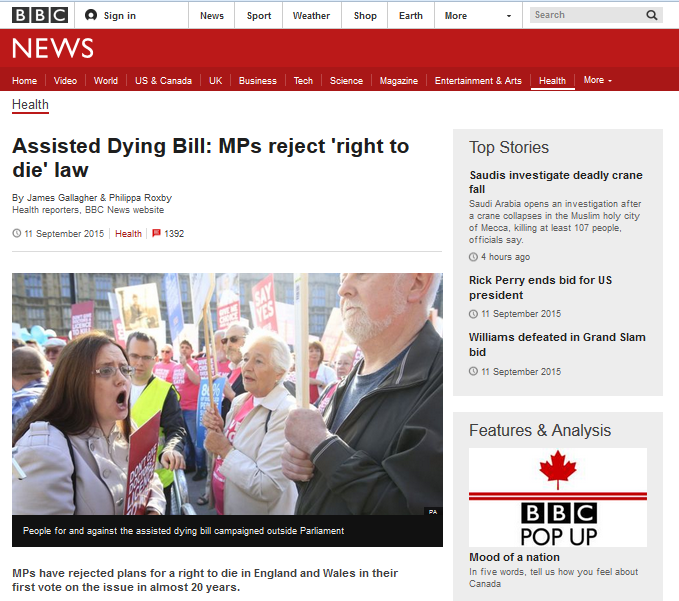 BBC Sign in News Sport Weather Shop Earth More Search
NEWS
Home Video World US & Canada UK Business Tech Science Magazine Entertainment & Arts Health More
Health
Assisted Dying Bill: MPs reject 'right to
die' law
By James Gallagher & Philippa Roxby
Health reporters, BBC News website
11 September 2015 Health 1392
SAY
YES
PA
People for and against the assisted dying bill campaigned outside Parliament
MPs have rejected plans for a right to die in England and Wales in their
first vote on the issue in almost 20 years.
Top Stories
Saudis investigate deadly crane
fall
Saudi Arabia opens an investigation after
a crane collapses in the Muslim holy city
of Mecca, killing at least 107 people,
officials say.
4 hours ago
Rick Perry ends bid for US
president
11 September 2015
Williams defeated in Grand Slam
bid
11 September 2015
Features & Analysis
BBC
POP UP
Mood of a nation
In five words, tell us how you feel about
Canada